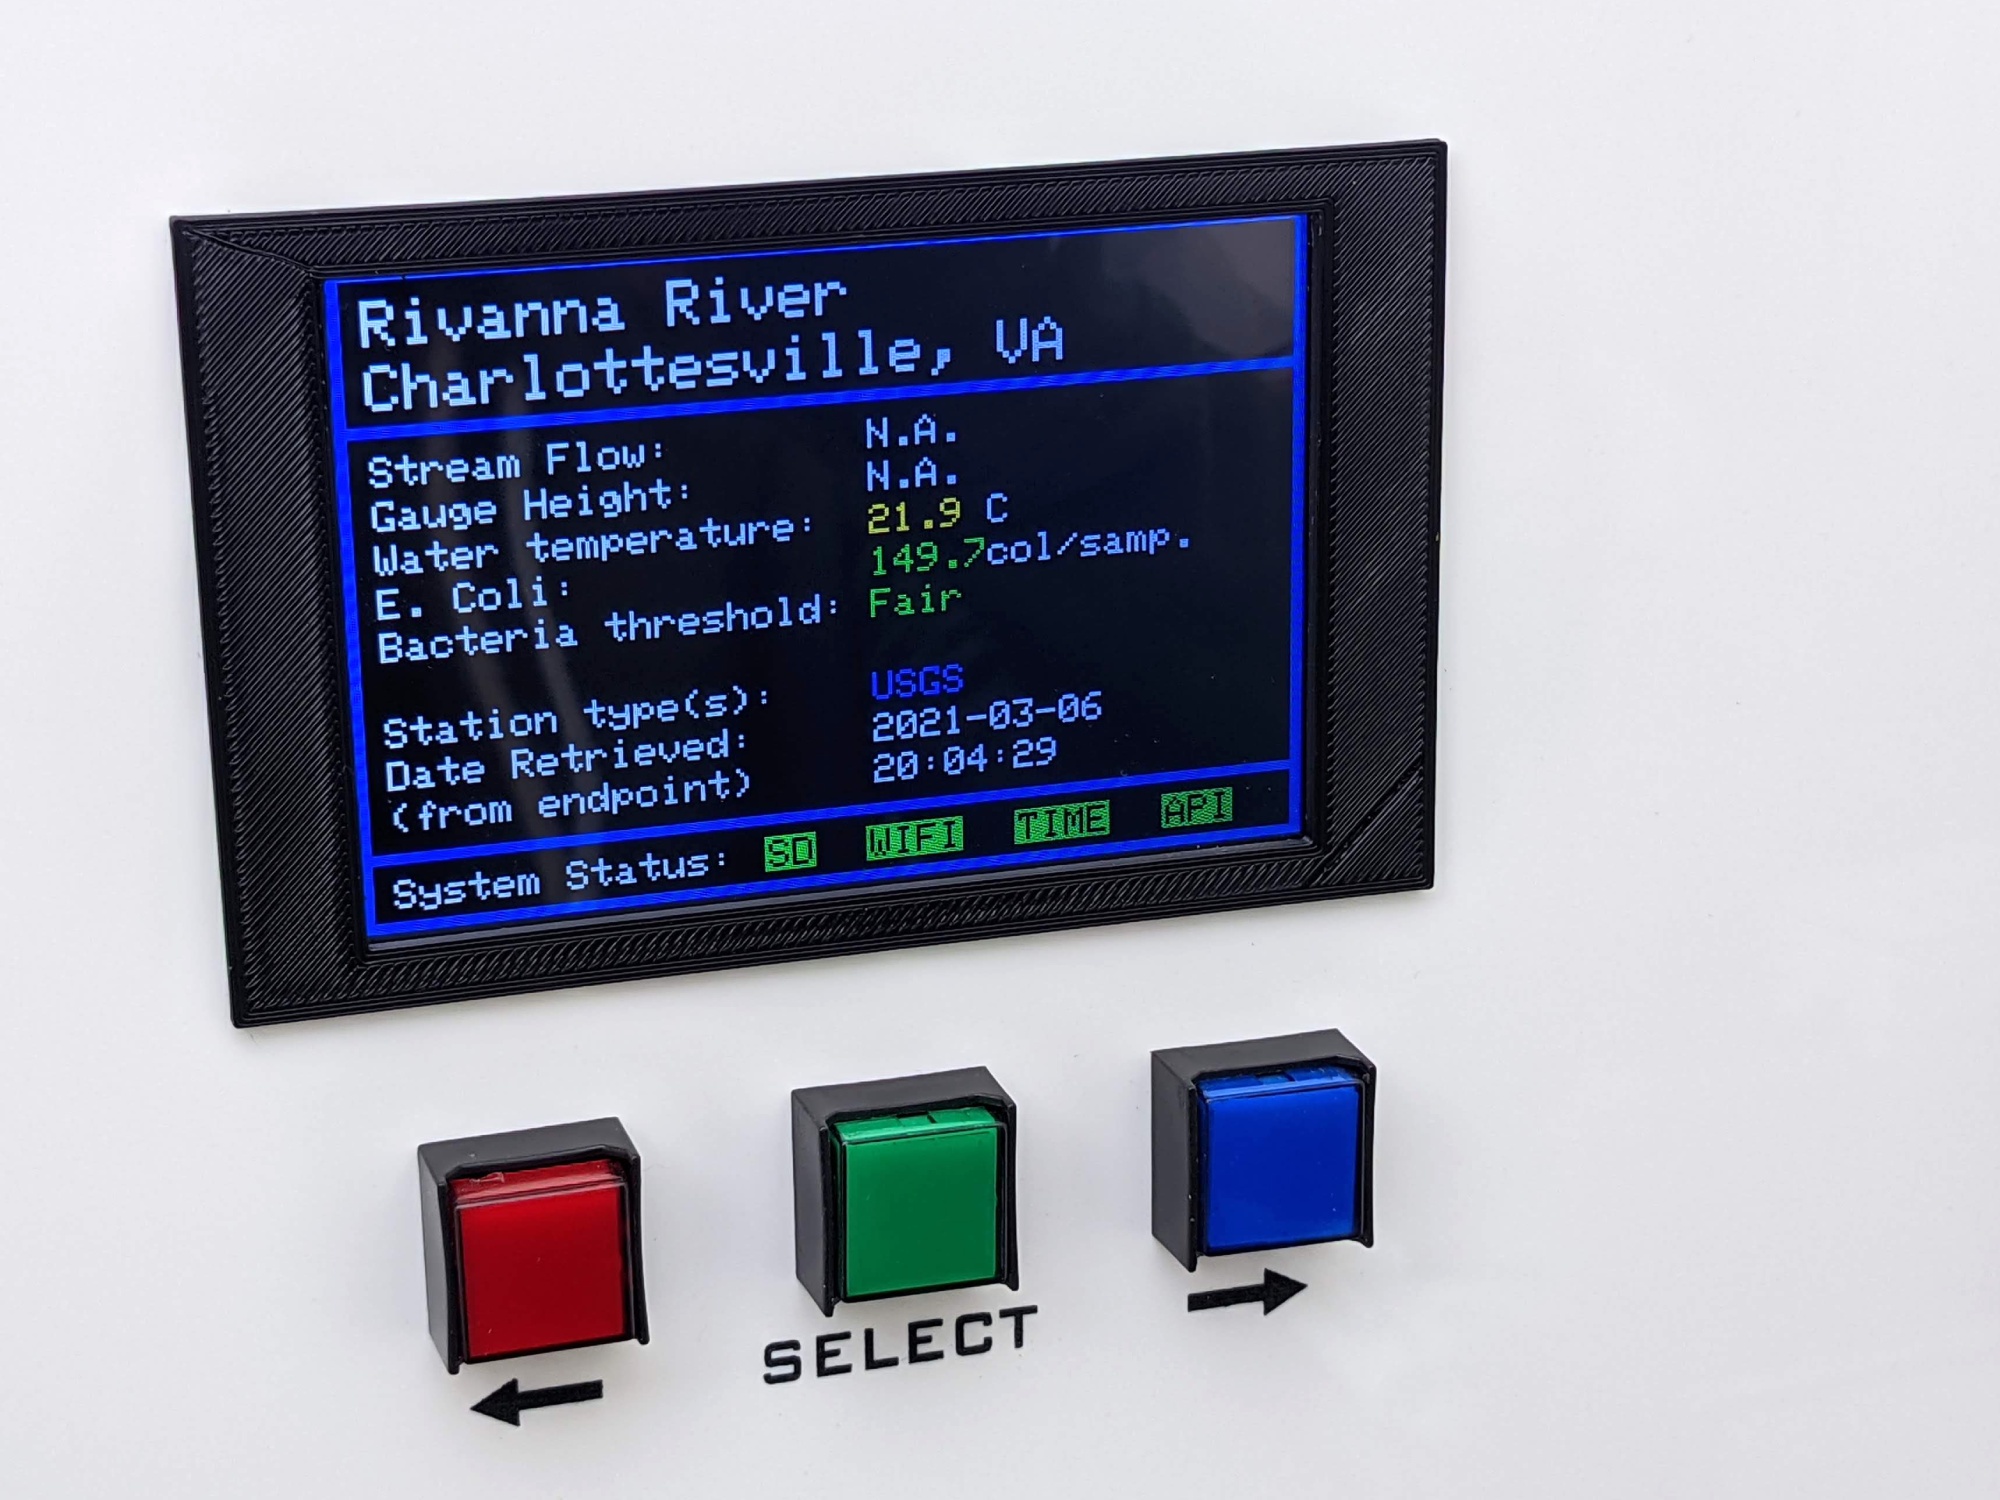 Rivanna River
Charlottesville, VA
Stream Flow: N.A.
Gauge Height: N.A.
Water temperature: 21.9 C
E. Coli: 149.7col/samp.
Bacteria threshold: Fair
Station type(s): USGS
Date Retrieved: 2021-03-06
(from endpoint) 20:04:29
System Status: SD WIFI TIME API
SELECT